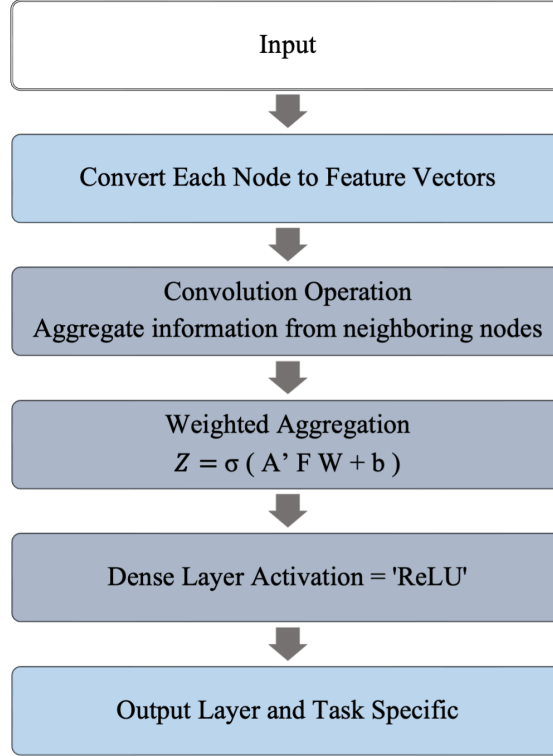 Input
Convert Each Node to Feature Vectors
Convolution Operation
Aggregate information from neighboring nodes
Weighted Aggregation
Z = σ ( A’ F W + b )
Dense Layer Activation = 'ReLU'
Output Layer and Task Specific